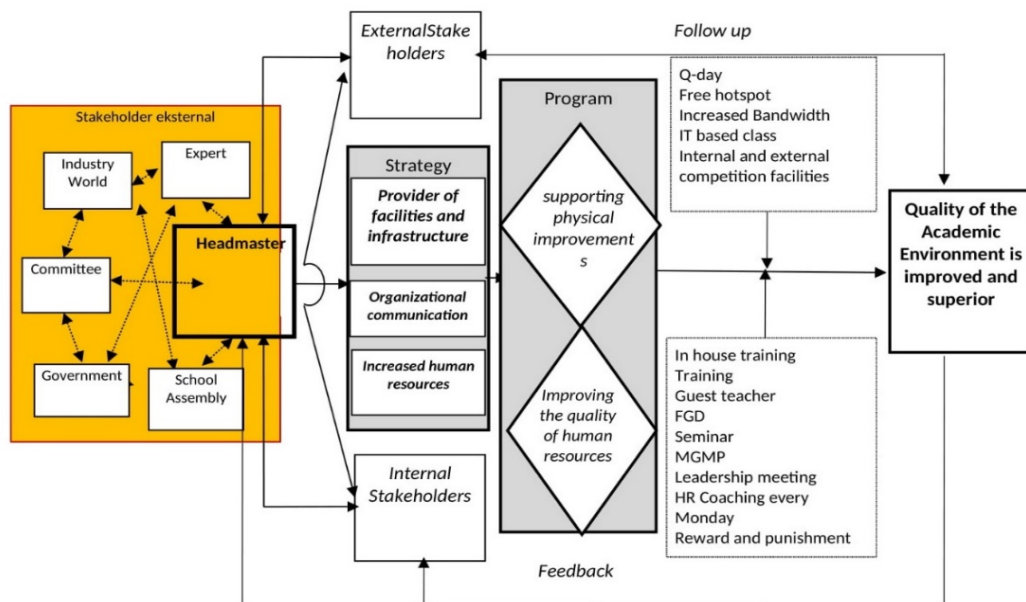 ExternalStake
holders
Follow up
Stakeholder eksternal
Industry
World
Expert
Committee
Headmaster
Government
School
Assembly
Strategy
Provider of
facilities and
infrastructure
Organizational
communication
Increased human
resources
Internal
Stakeholders
Program
supporting
physical
improvement
s
Improving
the quality
of human
resources
Q-day
Free hotspot
Increased Bandwidth
IT based class
Internal and external
competition facilities
In house training
Training
Guest teacher
FGD
Seminar
MGMP
Leadership meeting
HR Coaching every
Monday
Reward and punishment
Quality of the
Academic
Environment is
improved and
superior
Feedback